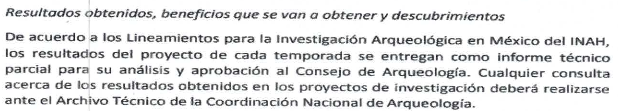 Resultados obtenidos, beneficios que se van a obtener y descubrimientos
De acuerdo a los Lineamientos para la Investigación Arqueológica en México del INAH,
los resultados del proyecto de cada temporada se entregan como informe técnico
parcial para su análisis y aprobación al Consejo de Arqueología. Cualquier consulta
acerca de los resultados obtenidos en los proyectos de investigación deberá realizarse
ante el Archivo Técnico de la Coordinación Nacional de Arqueología.